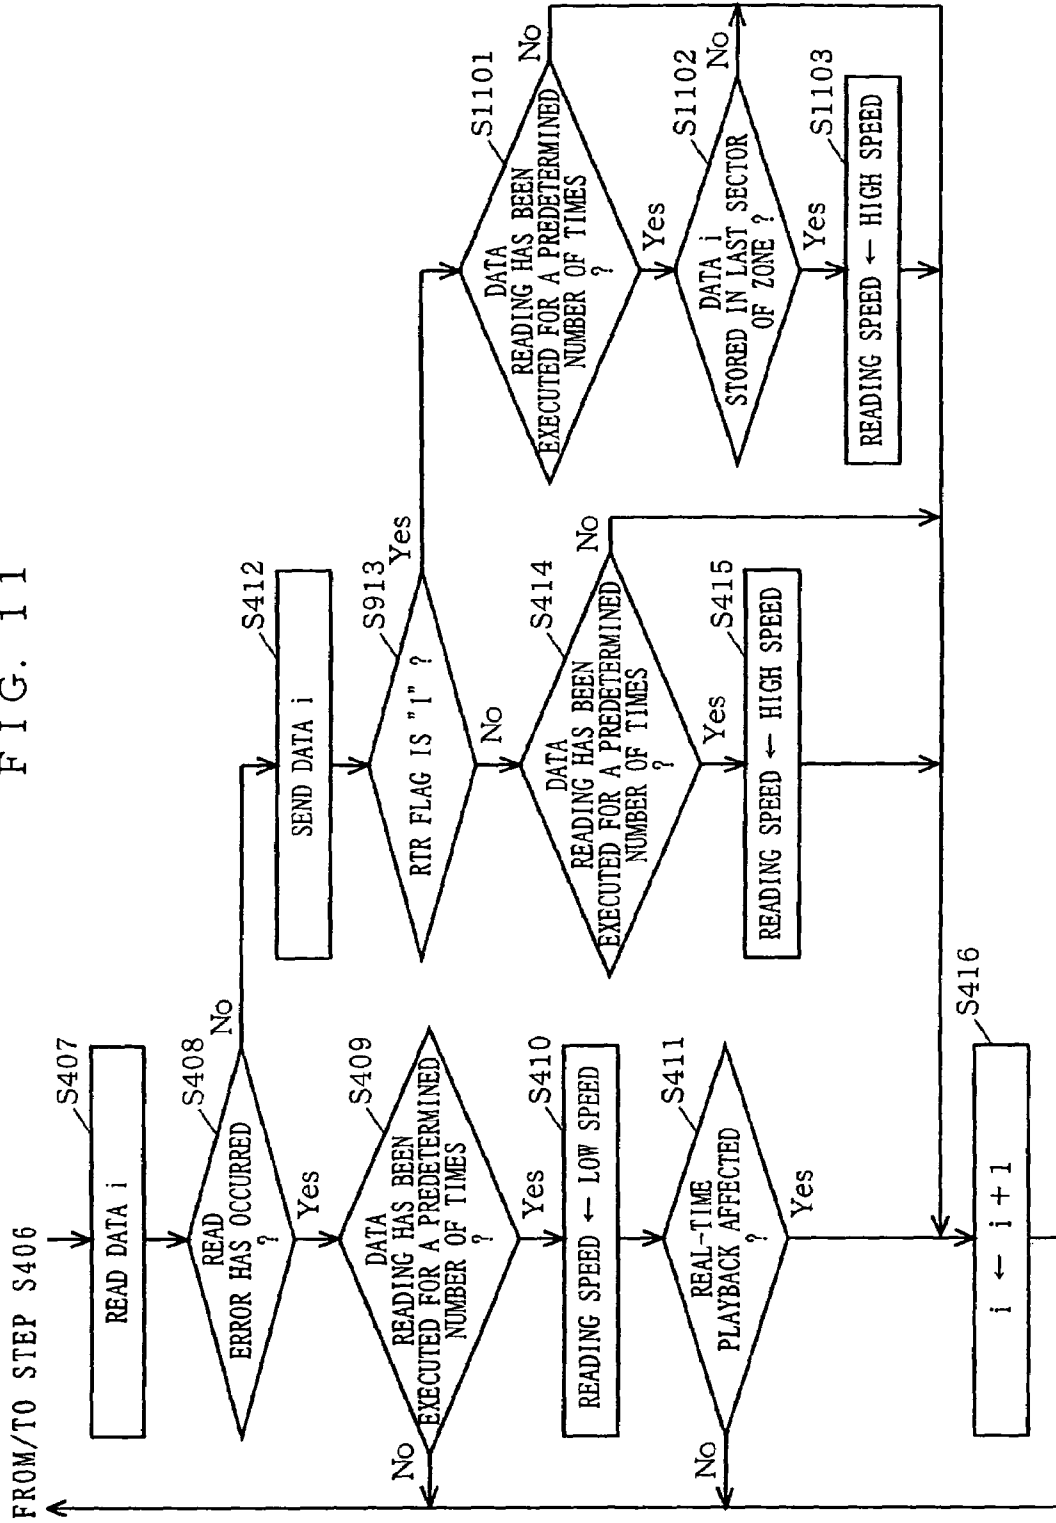 FIG. 11
FROM/TO STEP S406
S407
READ DATA i
S408
READ
ERROR HAS OCCURRED
?
No
Yes
S409
DATA
READING HAS BEEN
EXECUTED FOR A PREDETERMINED
NUMBER OF TIMES
?
No
Yes
S410
READING SPEED ← LOW SPEED
S411
REAL-TIME
PLAYBACK AFFECTED
?
No
Yes
S412
SEND DATA i
S913
RTR FLAG IS "1" ?
Yes
No
S414
DATA
READING HAS BEEN
EXECUTED FOR A PREDETERMINED
NUMBER OF TIMES
?
No
Yes
S415
READING SPEED ← HIGH SPEED
S1101
DATA
READING HAS BEEN
EXECUTED FOR A PREDETERMINED
NUMBER OF TIMES
?
No
Yes
S1102
DATA i
STORED IN LAST SECTOR
OF ZONE ?
No
Yes
S1103
READING SPEED ← HIGH SPEED
S416
i ← i+1